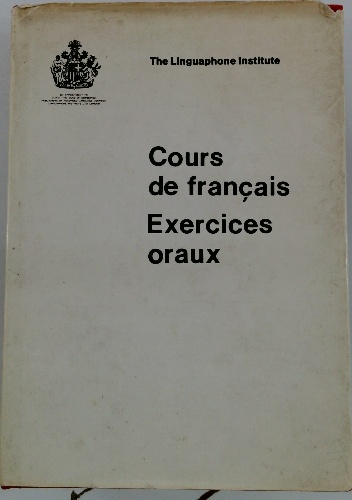 The Linguaphone Institute
Cours
de français
Exercices
oraux